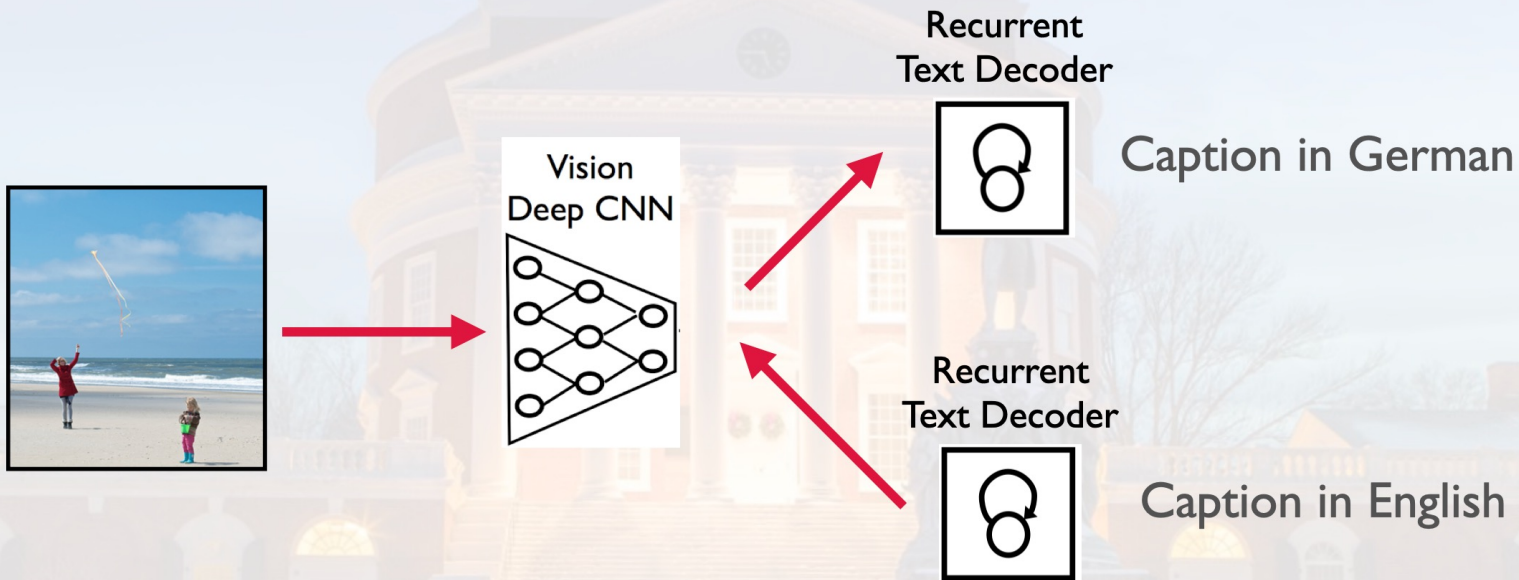 Recurrent
Text Decoder
Caption in German
Vision
Deep CNN
Recurrent
Text Decoder
Caption in English